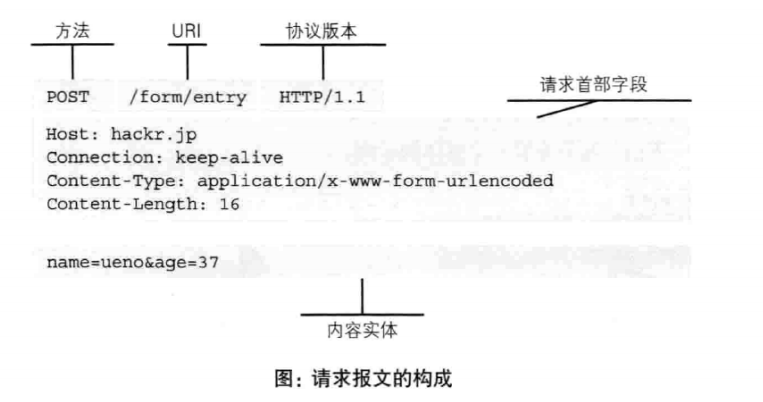 方法 URI 协议版本
请求首部字段
POST /form/entry HTTP/1.1
Host: hackr.jp
Connection: keep-alive
Content-Type: application/x-www-form-urlencoded
Content-Length: 16
name=ueno&age=37
内容实体
图：请求报文的构成